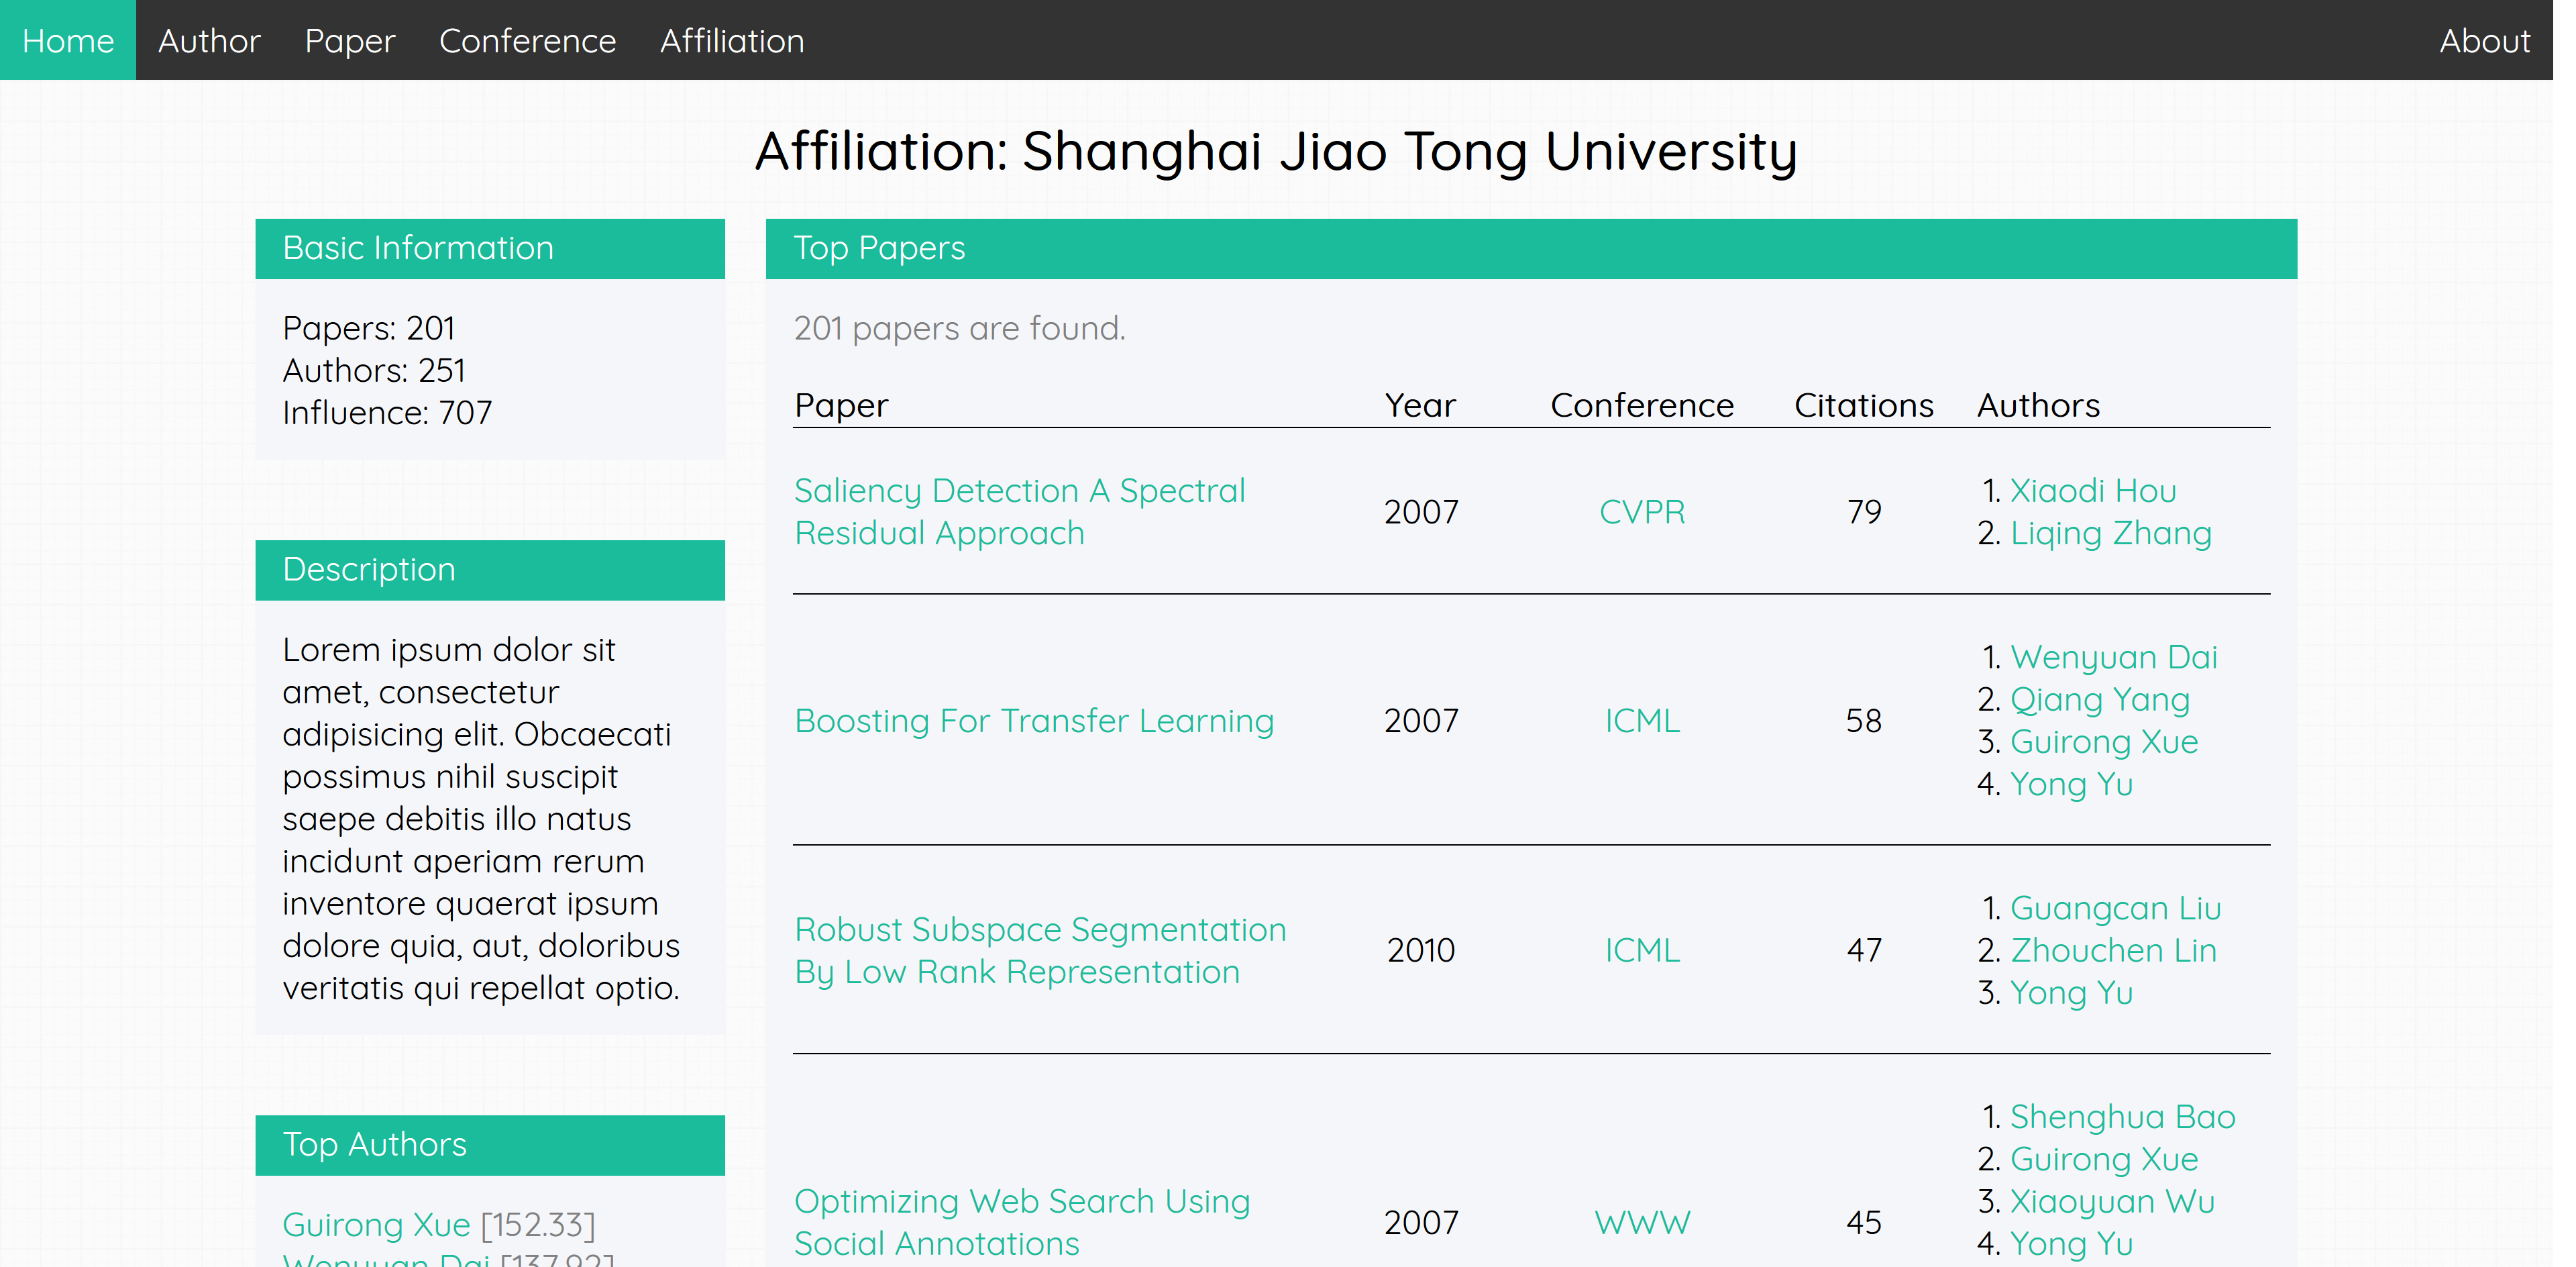 Home Author Paper Conference Affiliation About
Affiliation: Shanghai Jiao Tong University
Basic Information
Papers: 201
Authors: 251
Influence: 707
Description
Lorem ipsum dolor sit
amet, consectetur
adipisicing elit. Obcaecati
possimus nihil suscipit
saepe debitis illo natus
incidunt aperiam rerum
inventore quaerat ipsum
dolore quia, aut, doloribus
veritatis qui repellat optio.
Top Authors
Guirong Xue [152.33]
Wenyuan Dai [137.92]
Top Papers
201 papers are found.
Paper Year Conference Citations Authors
Saliency Detection A Spectral
Residual Approach
2007
CVPR
79
1. Xiaodi Hou
2. Liqing Zhang
Boosting For Transfer Learning
2007
ICML
58
1. Wenyuan Dai
2. Qiang Yang
3. Guirong Xue
4. Yong Yu
Robust Subspace Segmentation
By Low Rank Representation
2010
ICML
47
1. Guangcan Liu
2. Zhouchen Lin
3. Yong Yu
Optimizing Web Search Using
Social Annotations
2007
WWW
45
1. Shenghua Bao
2. Guirong Xue
3. Xiaoyuan Wu
4. Yong Yu